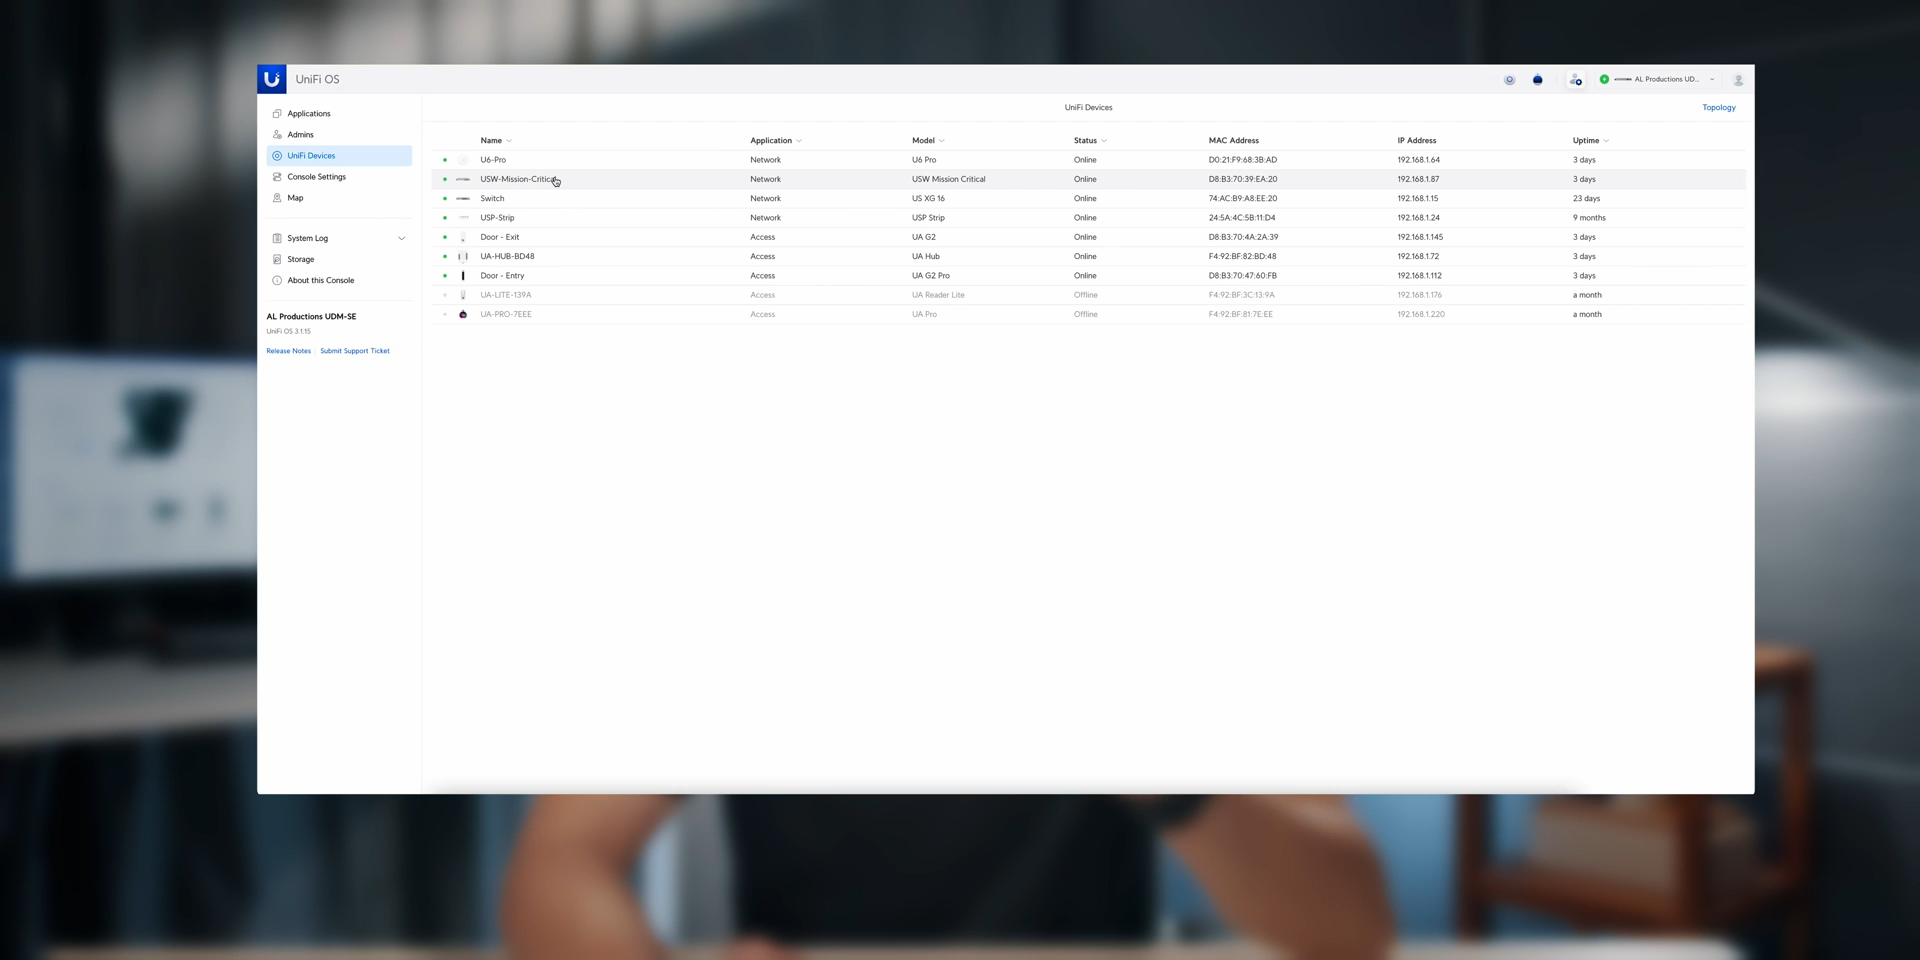 UniFi OS
AL Productions UD...
Applications
Admins
UniFi Devices
Console Settings
Map
System Log
Storage
About this Console
AL Productions UDM-SE
UniFi OS 3.1.15
Release Notes Submit Support Ticket
UniFi Devices
Topology
Name Application Model Status MAC Address IP Address Uptime
U6-Pro Network U6 Pro Online D0:21:F9:68:3B:AD 192.168.1.64 3 days
USW-Mission-Critical Network USW Mission Critical Online D8:B3:70:39:EA:20 192.168.1.87 3 days
Switch Network US XG 16 Online 74:AC:B9:A8:EE:20 192.168.1.15 23 days
USP-Strip Network USP Strip Online 24:5A:4C:5B:11:D4 192.168.1.24 9 months
Door - Exit Access UA G2 Online D8:B3:70:4A:2A:39 192.168.1.145 3 days
UA-HUB-BD48 Access UA Hub Online F4:92:BF:82:BD:48 192.168.1.72 3 days
Door - Entry Access UA G2 Pro Online D8:B3:70:47:60:FB 192.168.1.112 3 days
UA-LITE-139A Access UA Reader Lite Offline F4:92:BF:3C:13:9A 192.168.1.176 a month
UA-PRO-7EEE Access UA Pro Offline F4:92:BF:81:7E:EE 192.168.1.220 a month